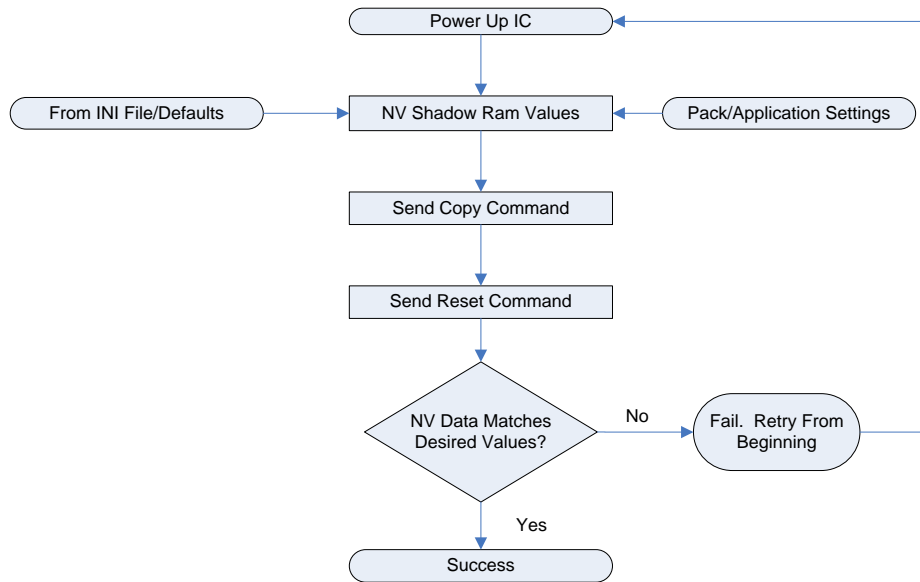 Power Up IC
From INI File/Defaults
NV Shadow Ram Values
Pack/Application Settings
Send Copy Command
Send Reset Command
NV Data Matches
Desired Values?
No
Fail.  Retry From
Beginning
Yes
Success